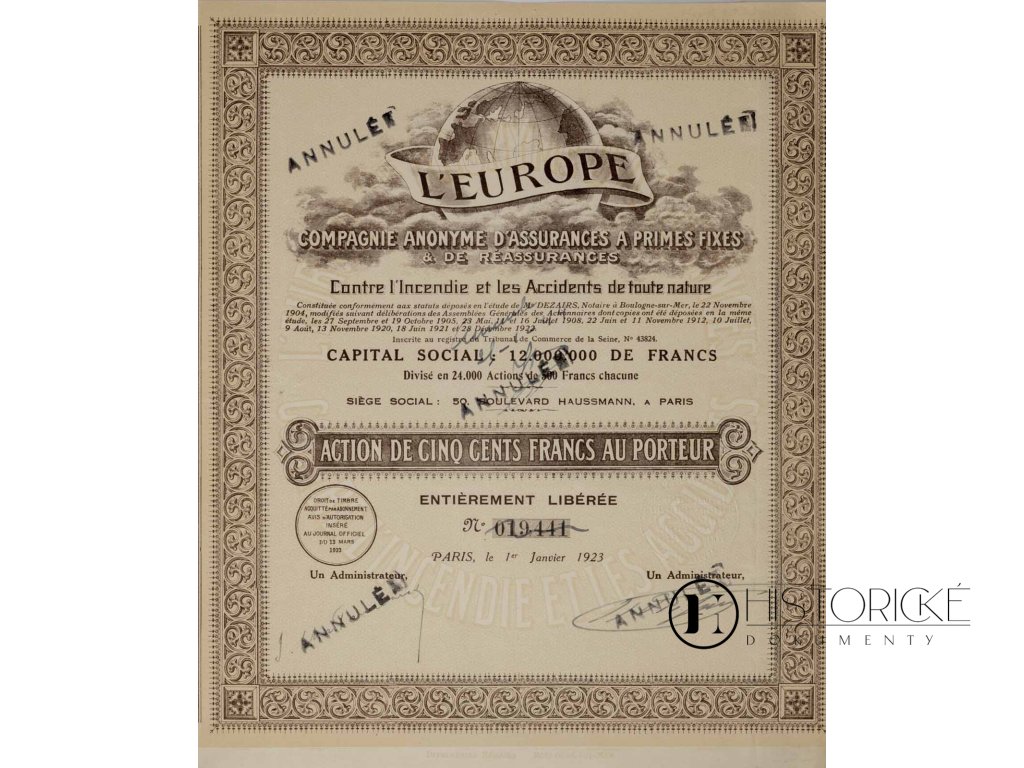 ANNULÉ
ANNULÉ
L'EUROPE
COMPAGNIE ANONYME D'ASSURANCES A PRIMES FIXES
& DE RÉASSURANCES
Contre l'Incendie et les Accidents de toute nature
Constituée conformément aux statuts déposés en l'étude de Me DEZAIRS, Notaire à Boulogne-sur-Mer, le 22 Novembre
1904, modifiés suivant délibérations des Assemblées Générales des Actionnaires dont copies ont été déposées en la même
étude, les 27 Septembre et 19 Octobre 1905, 23 Mai, et 16 Juillet 1908, 22 Juin et 11 Novembre 1912, 10 Juillet,
9 Août, 13 Novembre 1920, 18 Juin 1921 et 28 Décembre 1922.
Inscrite au registre du Tribunal de Commerce de la Seine, No 43824.
CAPITAL SOCIAL : 12.000.000 DE FRANCS
Divisé en 24.000 Actions de 500 Francs chacune
ANNULÉ
SIÈGE SOCIAL : 50, BOULEVARD HAUSSMANN, A PARIS
ACTION DE CINQ CENTS FRANCS AU PORTEUR
ENTIÈREMENT LIBÉRÉE
No 019.441
PARIS, le 1er Janvier 1923
DROIT DE TIMBRE
ACQUITTÉ PAR ABONNEMENT
AVIS D'AUTORISATION
INSÉRÉ
AU JOURNAL OFFICIEL
DU 13 MARS
1923
Un Administrateur,
Un Administrateur,
ANNULÉ
ANNULÉ
HISTORICKÉ
DOKUMENTY
L'INCENDIE ET LES ACCID